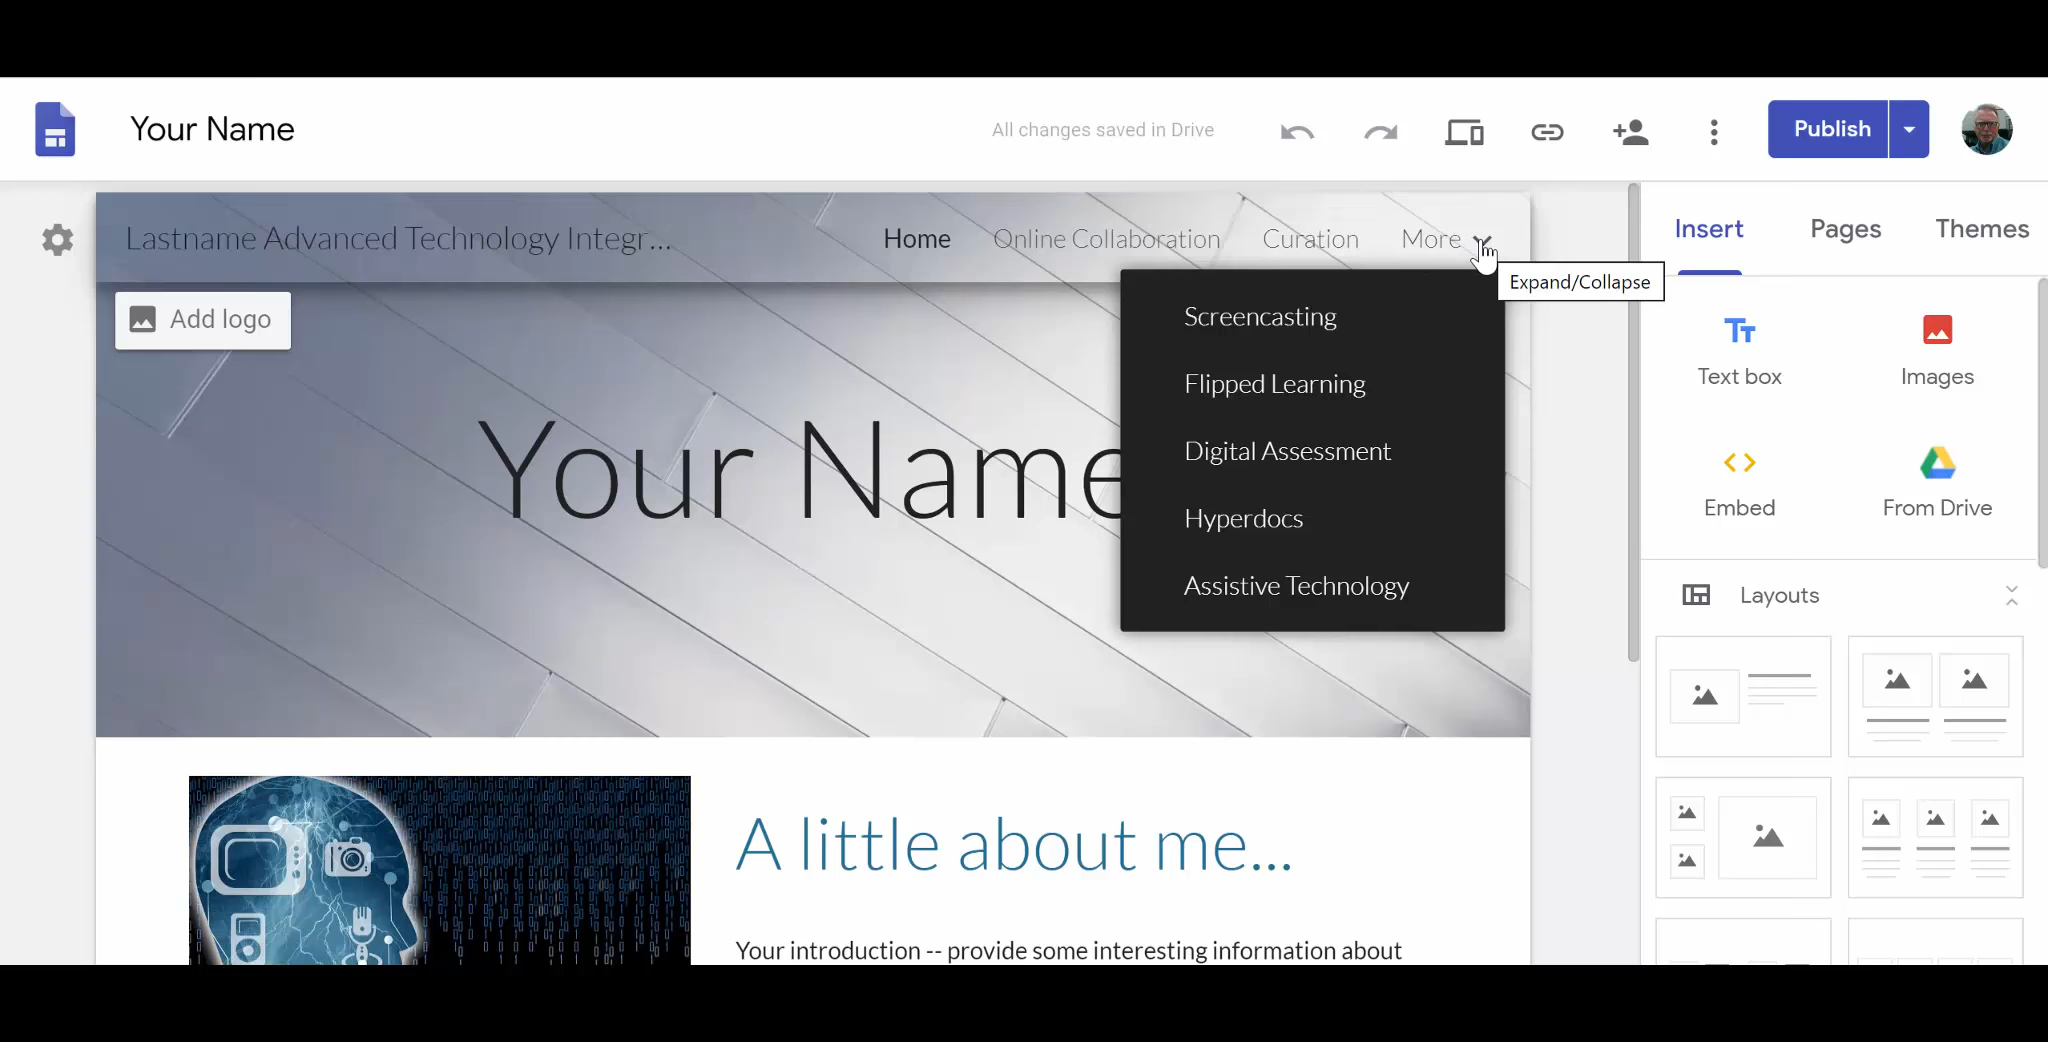 Your Name
All changes saved in Drive
Publish
Lastname Advanced Technology Integr...
Home
Online Collaboration
Curation
More
Expand/Collapse
Insert
Pages
Themes
Add logo
Screencasting
Flipped Learning
Digital Assessment
Hyperdocs
Assistive Technology
Your Name
Text box
Images
Embed
From Drive
Layouts
A little about me...
Your introduction -- provide some interesting information about